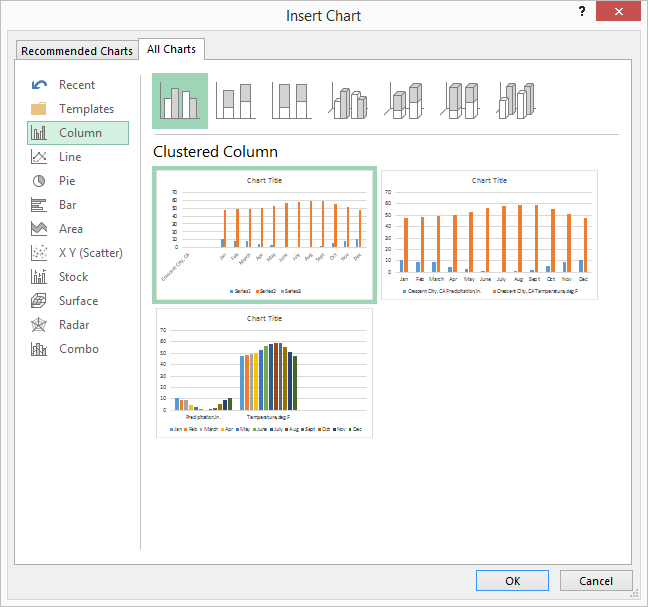 Insert Chart
?
Recommended Charts All Charts
Recent
Templates
Column
Line
Pie
Bar
Area
X Y (Scatter)
Stock
Surface
Radar
Combo
Clustered Column
Chart Title
70
60
50
40
30
20
10
0
Crescent City, CA Jan Feb March Apr May June July Aug Sept Oct Nov Dec
Series1 Series2 Series3
Chart Title
70
60
50
40
30
20
10
0
Jan Feb March Apr May June July Aug Sept Oct Nov Dec
Crescent City, CA Precipitation,in. Crescent City, CA Temperature,deg.F
Chart Title
70
60
50
40
30
20
10
0
Precipitation,in. Temperature,deg.F
Jan Feb March Apr May June July Aug Sept Oct Nov Dec
OK Cancel